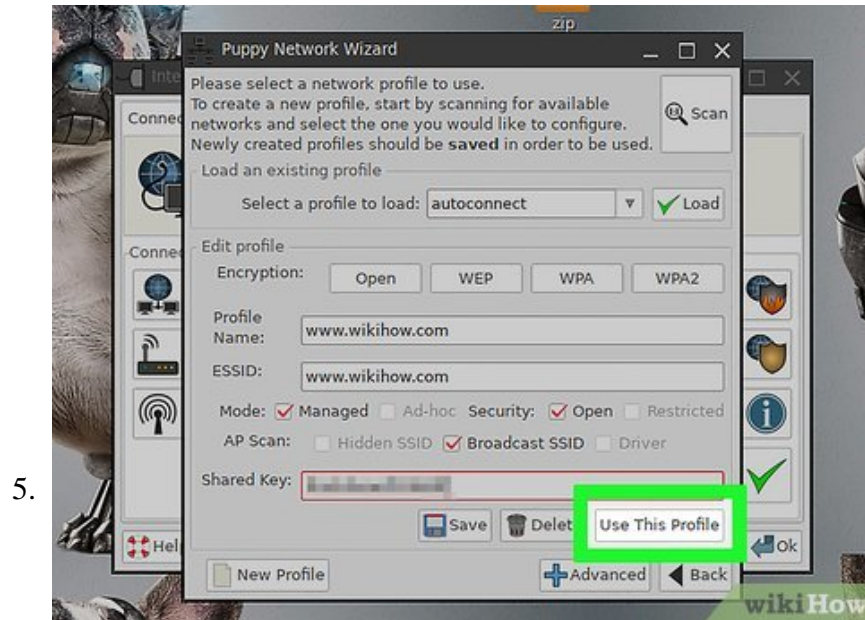 zip
Puppy Network Wizard
Inte
Please select a network profile to use.
To create a new profile, start by scanning for available
networks and select the one you would like to configure.
Newly created profiles should be saved in order to be used.
Scan
Connec
Load an existing profile
Select a profile to load: autoconnect
Load
Connec
Edit profile
Encryption: Open WEP WPA WPA2
Profile
Name: www.wikihow.com
ESSID: www.wikihow.com
Mode: Managed Ad-hoc Security: Open Restricted
AP Scan: Hidden SSID Broadcast SSID Driver
5.
Shared Key:
Save Delet Use This Profile
Hel
Ok
New Profile Advanced Back
wikiHow